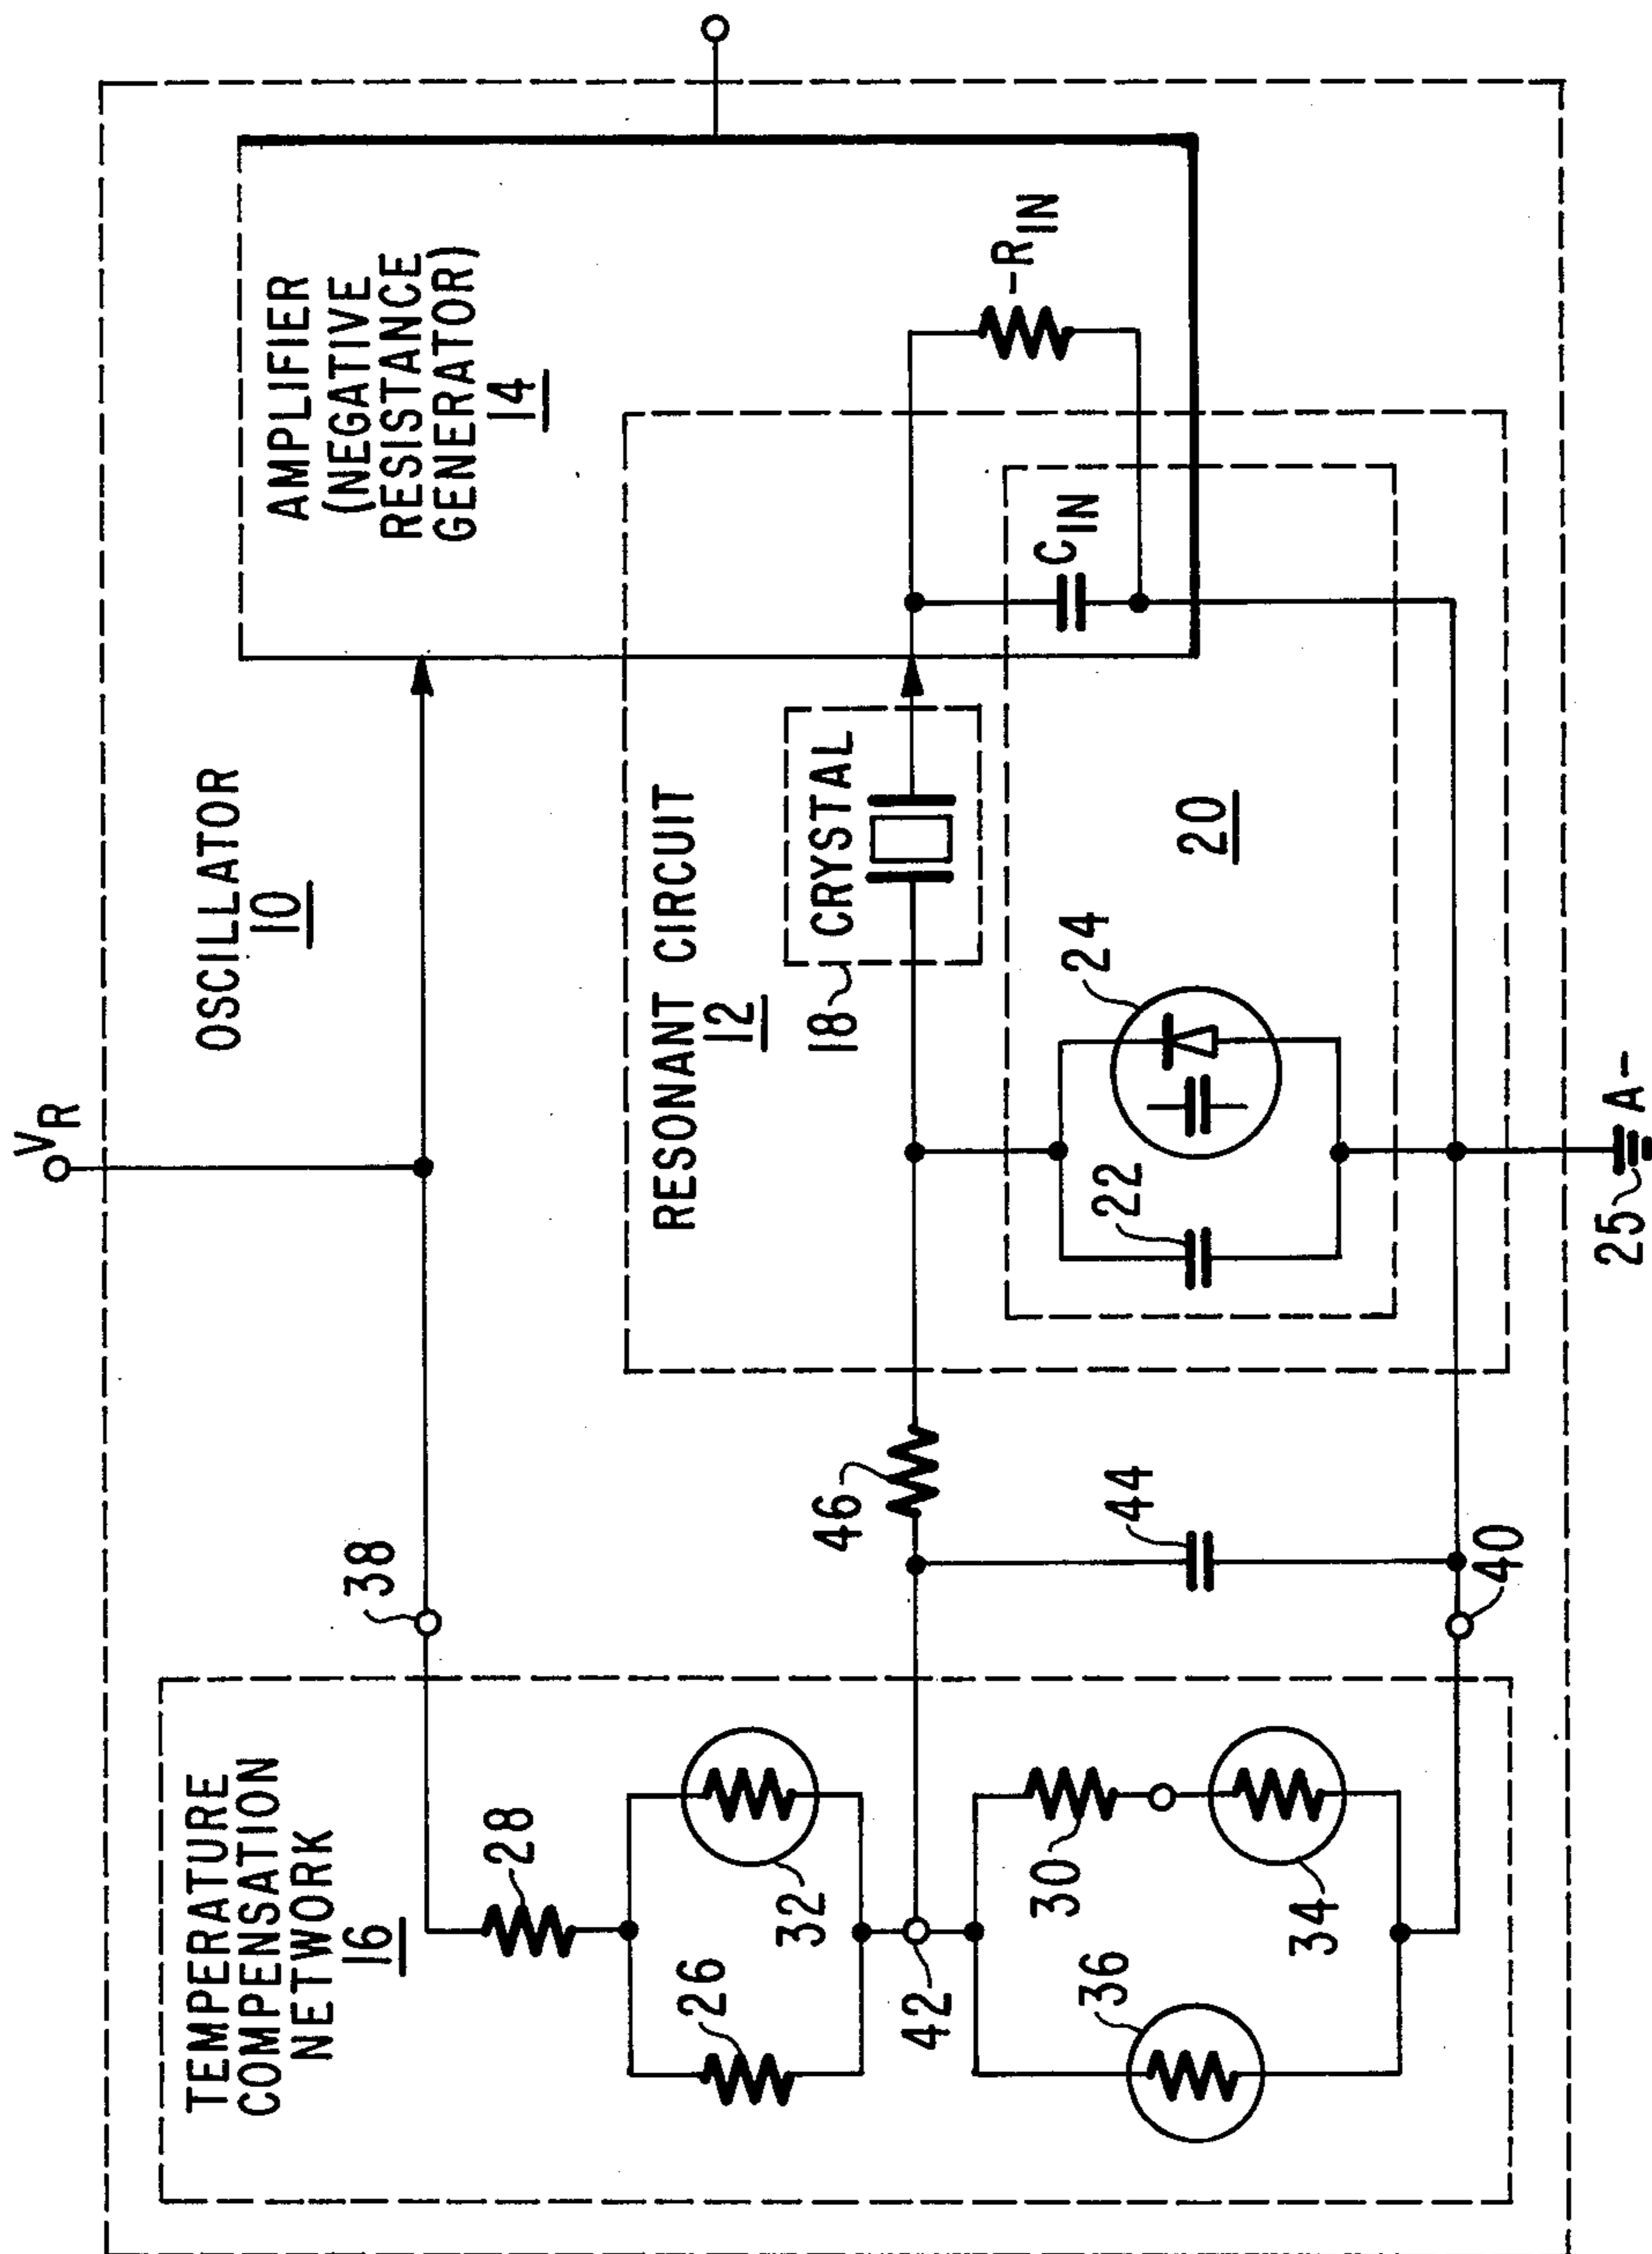 V_R
OSCILLATOR
10
AMPLIFIER
(NEGATIVE
RESISTANCE
GENERATOR)
14
TEMPERATURE
COMPENSATION
NETWORK
16
38
28
RESONANT CIRCUIT
12
26
32
46
18
CRYSTAL
-R_IN
42
C_IN
30
36
34
44
22
24
20
40
25
A-